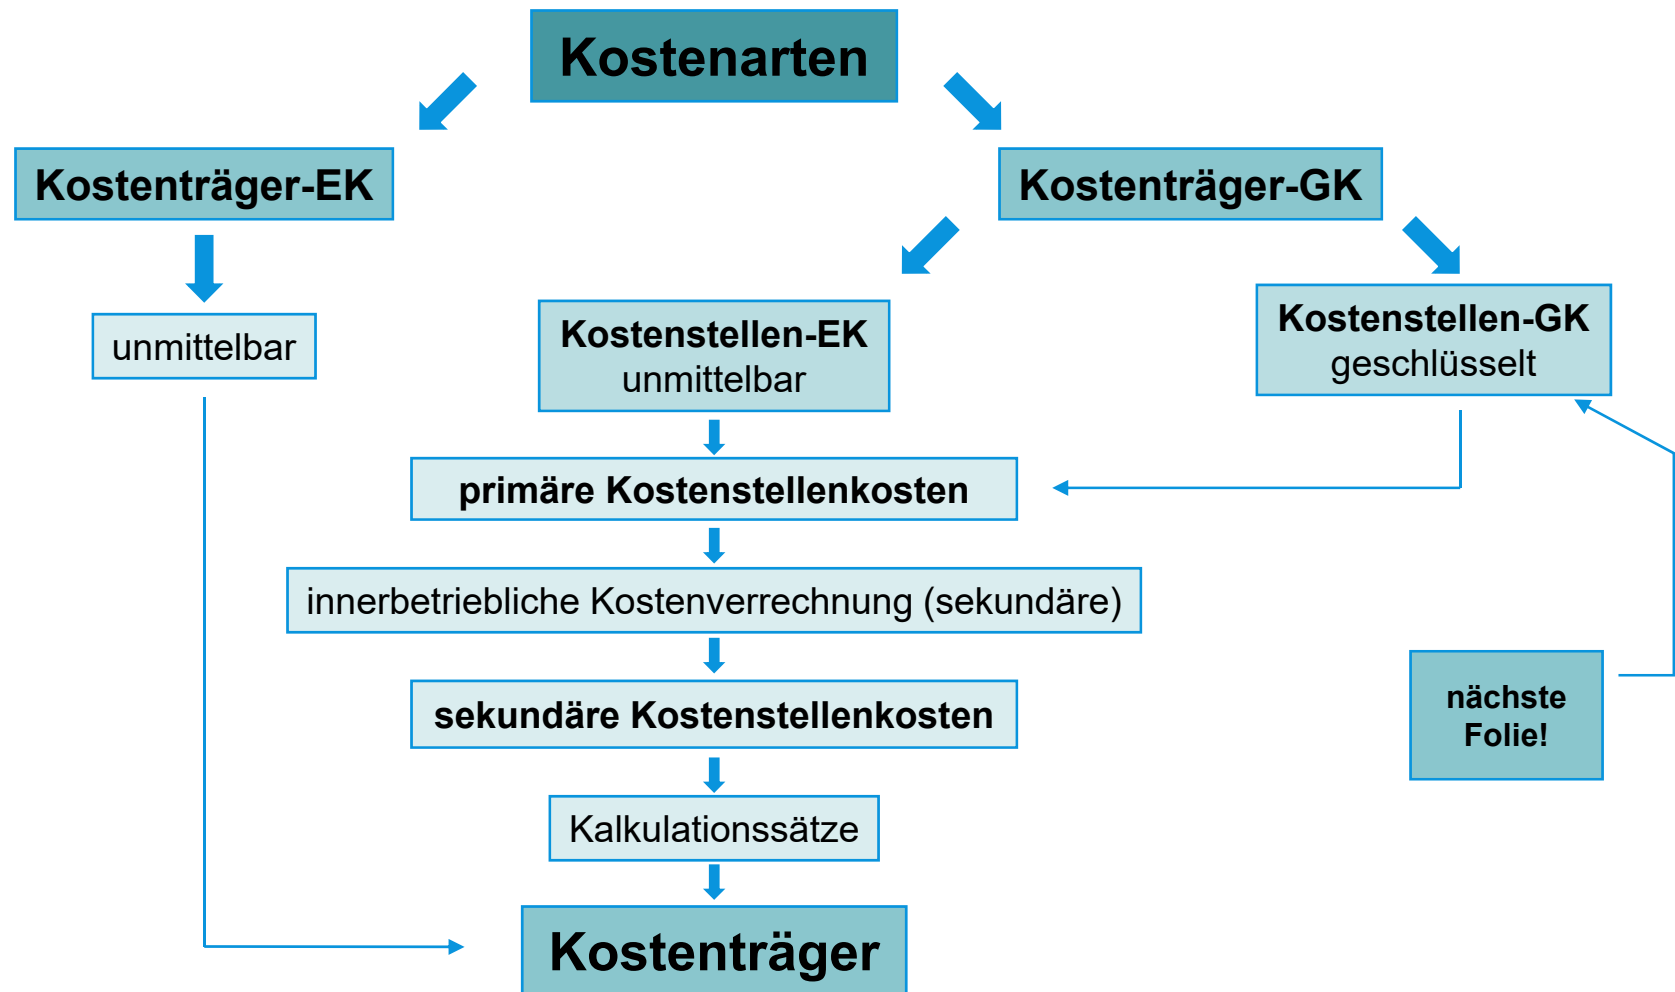 Kostenarten
Kostenträger-EK
Kostenträger-GK
unmittelbar
Kostenstellen-EK
unmittelbar
Kostenstellen-GK
geschlüsselt
primäre Kostenstellenkosten
innerbetriebliche Kostenverrechnung (sekundäre)
sekundäre Kostenstellenkosten
nächste
Folie!
Kalkulationssätze
Kostenträger